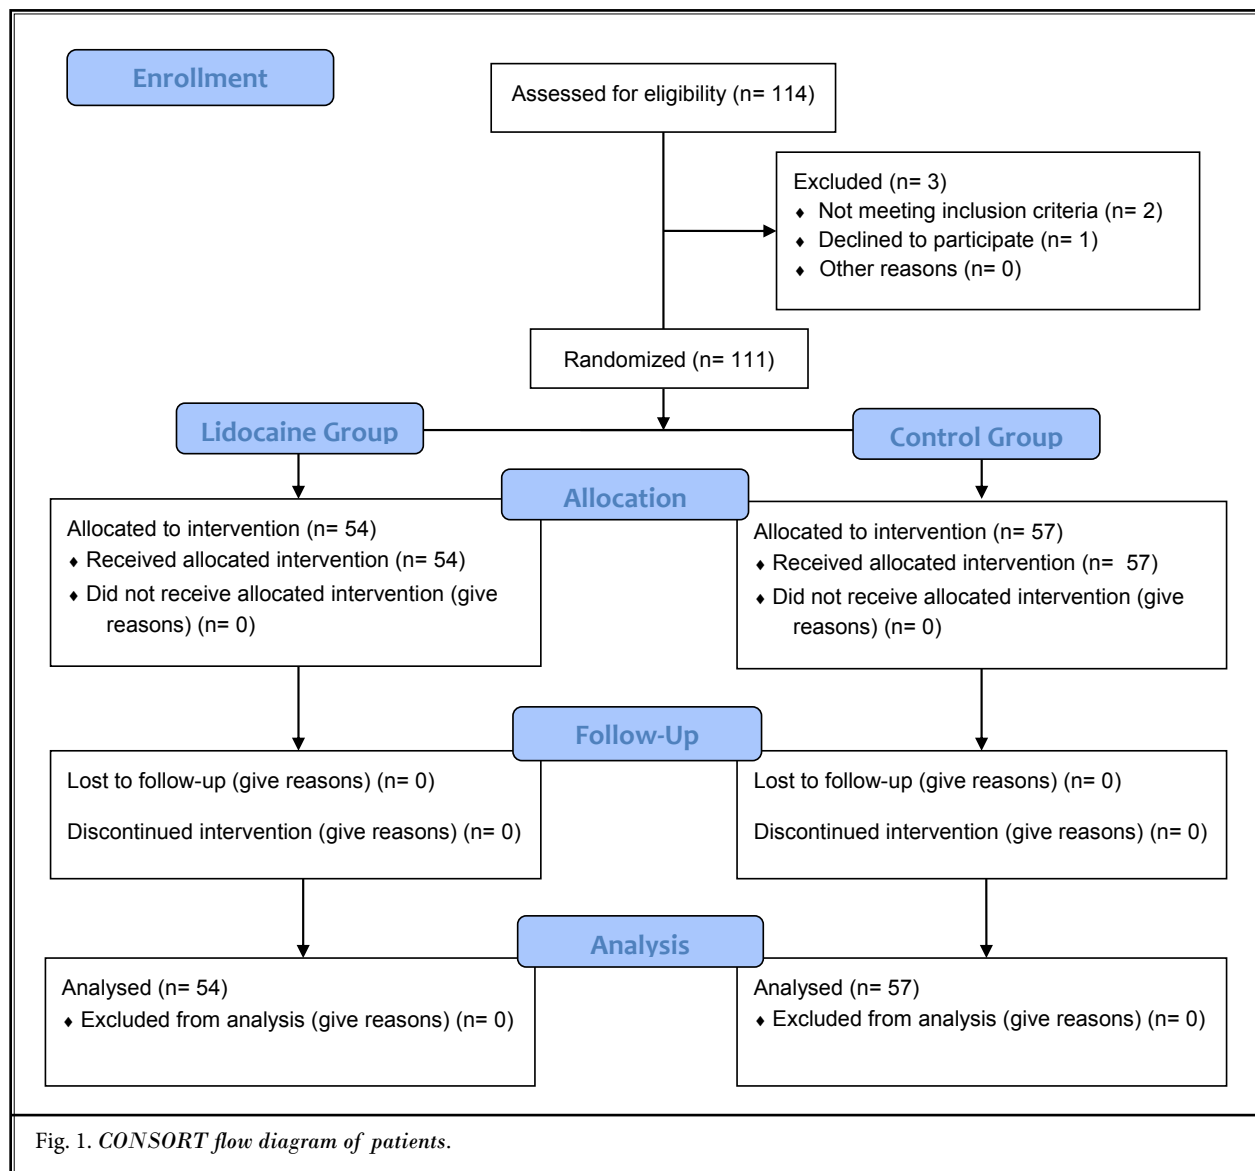 Enrollment
Assessed for eligibility (n= 114)
Excluded (n= 3)
♦ Not meeting inclusion criteria (n= 2)
♦ Declined to participate (n= 1)
♦ Other reasons (n= 0)
Randomized (n= 111)
Lidocaine Group
Control Group
Allocation
Allocated to intervention (n= 54)
♦ Received allocated intervention (n= 54)
♦ Did not receive allocated intervention (give
reasons) (n= 0)
Allocated to intervention (n= 57)
♦ Received allocated intervention (n= 57)
♦ Did not receive allocated intervention (give
reasons) (n= 0)
Follow-Up
Lost to follow-up (give reasons) (n= 0)
Discontinued intervention (give reasons) (n= 0)
Lost to follow-up (give reasons) (n= 0)
Discontinued intervention (give reasons) (n= 0)
Analysis
Analysed (n= 54)
♦ Excluded from analysis (give reasons) (n= 0)
Analysed (n= 57)
♦ Excluded from analysis (give reasons) (n= 0)
Fig. 1. CONSORT flow diagram of patients.